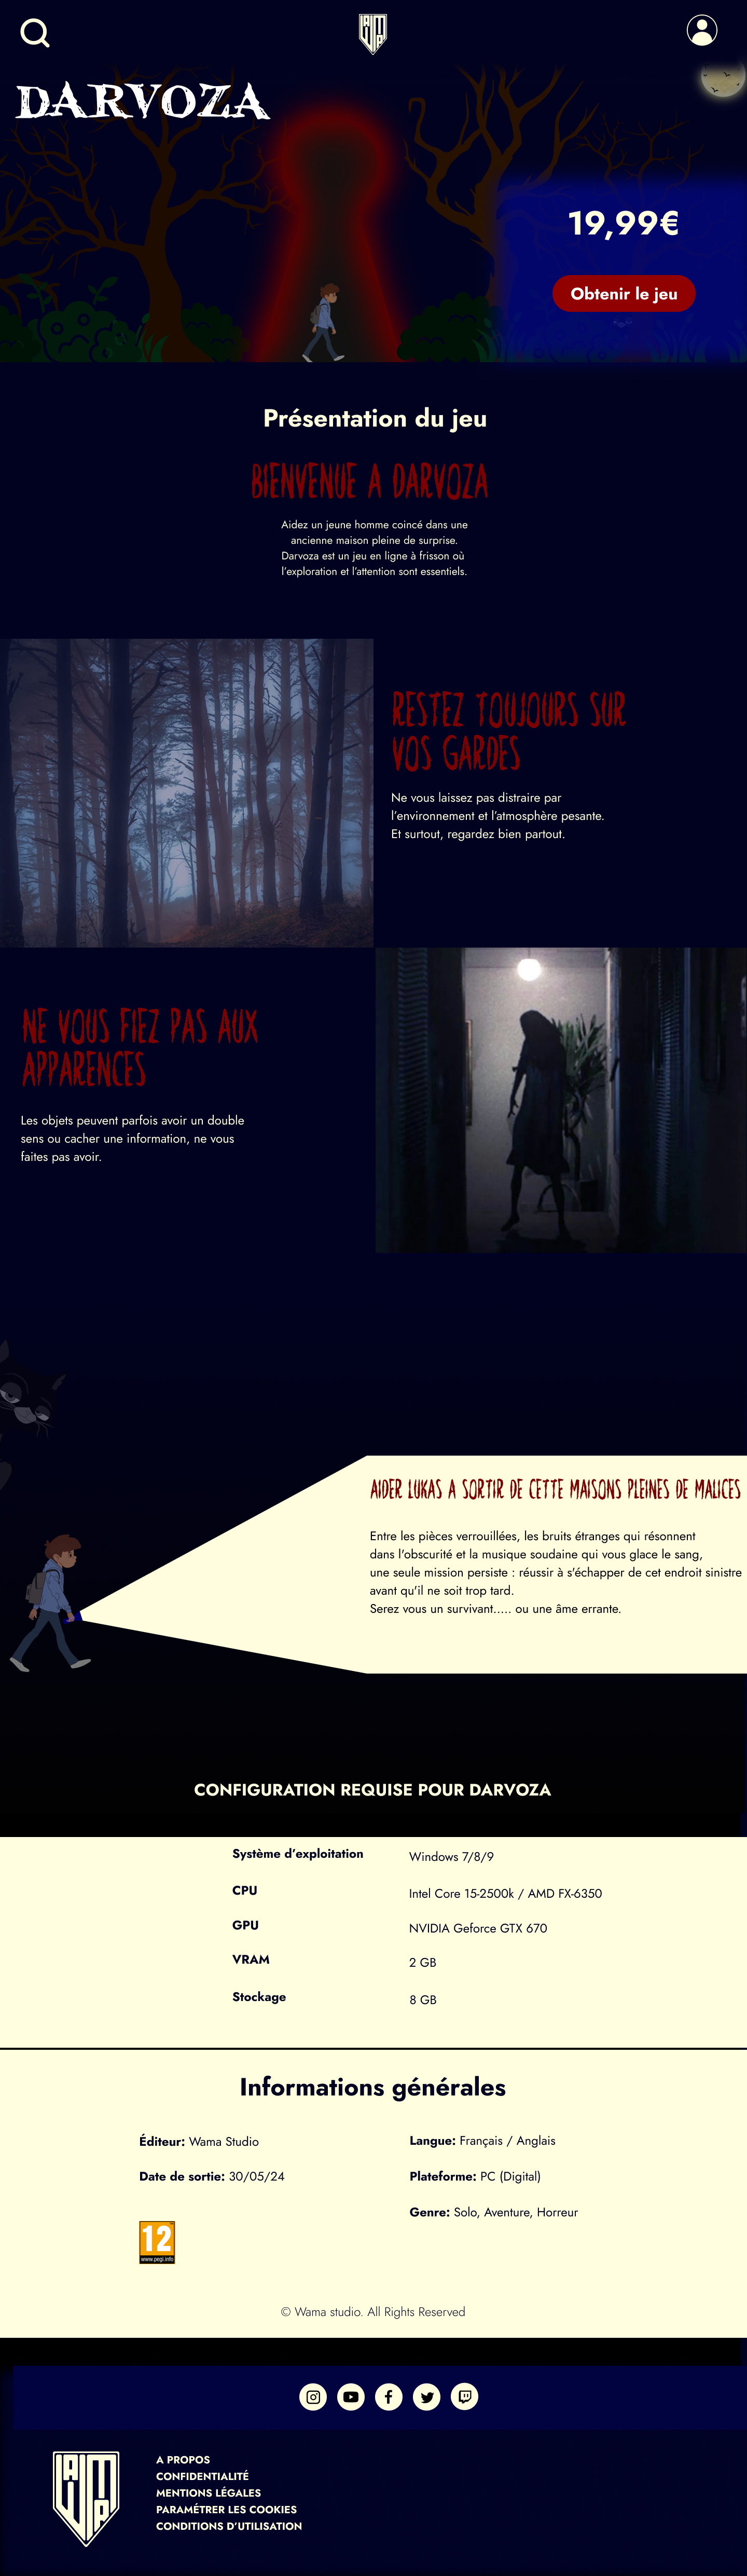 DARVOZA
19,99€
Obtenir le jeu
Présentation du jeu
BIENVENUE A DARVOZA
Aidez un jeune homme coincé dans une
ancienne maison pleine de surprise.
Darvoza est un jeu en ligne à frisson où
l'exploration et l'attention sont essentiels.
RESTEZ TOUJOURS SUR
VOS GARDES
Ne vous laissez pas distraire par
l'environnement et l'atmosphère pesante.
Et surtout, regardez bien partout.
NE VOUS FIEZ PAS AUX
APPARENCES
Les objets peuvent parfois avoir un double
sens ou cacher une information, ne vous
faites pas avoir.
AIDER LUKAS A SORTIR DE CETTE MAISONS PLEINES DE MALICES
Entre les pièces verrouillées, les bruits étranges qui résonnent
dans l'obscurité et la musique soudaine qui vous glace le sang,
une seule mission persiste : réussir à s'échapper de cet endroit sinistre
avant qu'il ne soit trop tard.
Serez vous un survivant..... ou une âme errante.
CONFIGURATION REQUISE POUR DARVOZA
Système d'exploitation Windows 7/8/9
CPU Intel Core 15-2500k / AMD FX-6350
GPU NVIDIA Geforce GTX 670
VRAM 2 GB
Stockage 8 GB
Informations générales
Éditeur: Wama Studio
Langue: Français / Anglais
Date de sortie: 30/05/24
Plateforme: PC (Digital)
Genre: Solo, Aventure, Horreur
12
www.pegi.info
© Wama studio. All Rights Reserved
WAMA
A PROPOS
CONFIDENTIALITÉ
MENTIONS LÉGALES
PARAMÉTRER LES COOKIES
CONDITIONS D'UTILISATION